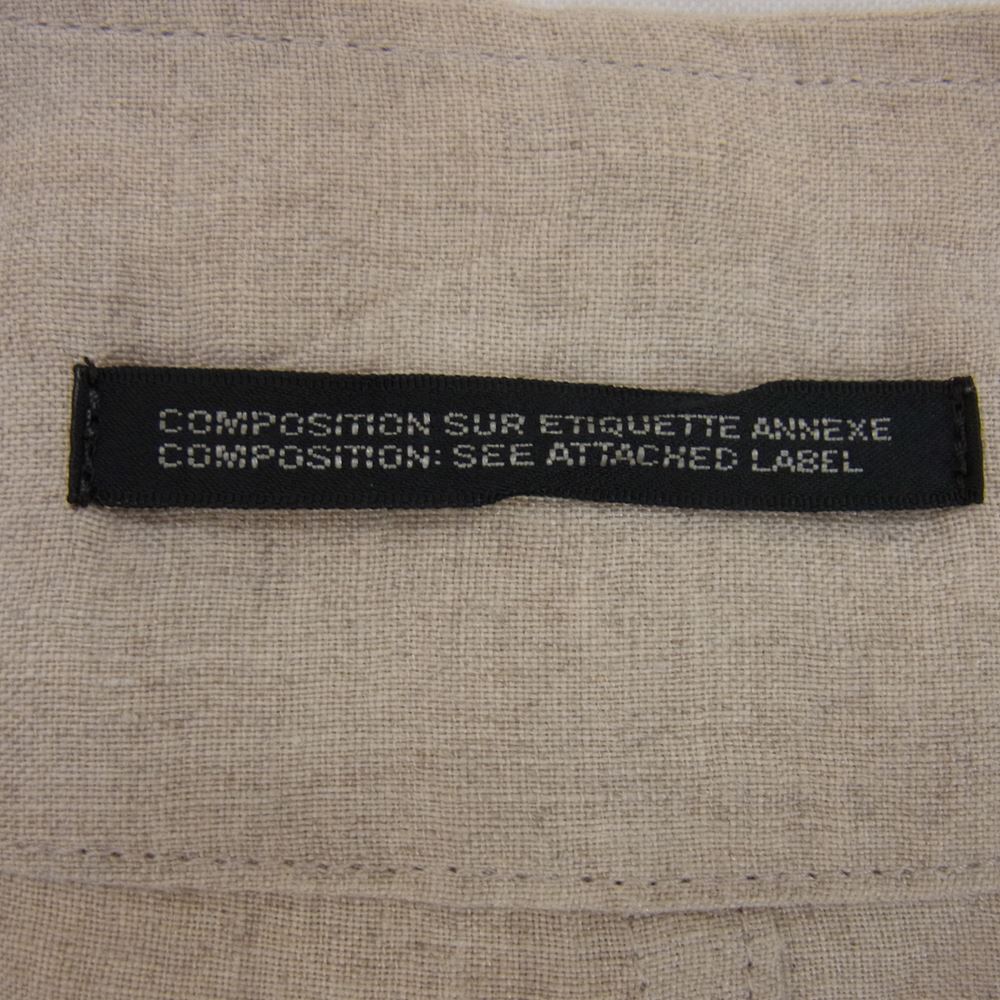 COMPOSITION SUR ETIQUETTE ANNEXE
COMPOSITION: SEE ATTACHED LABEL